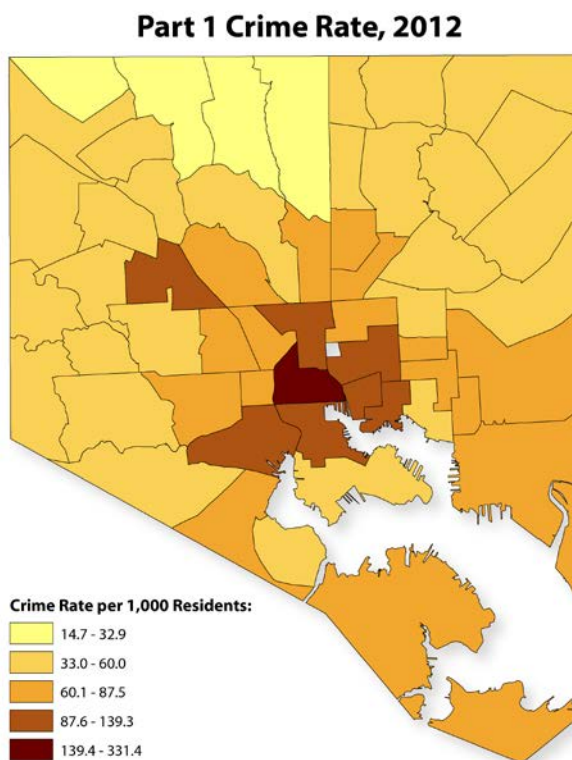 Part 1 Crime Rate, 2012
Crime Rate per 1,000 Residents:
14.7 - 32.9
33.0 - 60.0
60.1 - 87.5
87.6 - 139.3
139.4 - 331.4